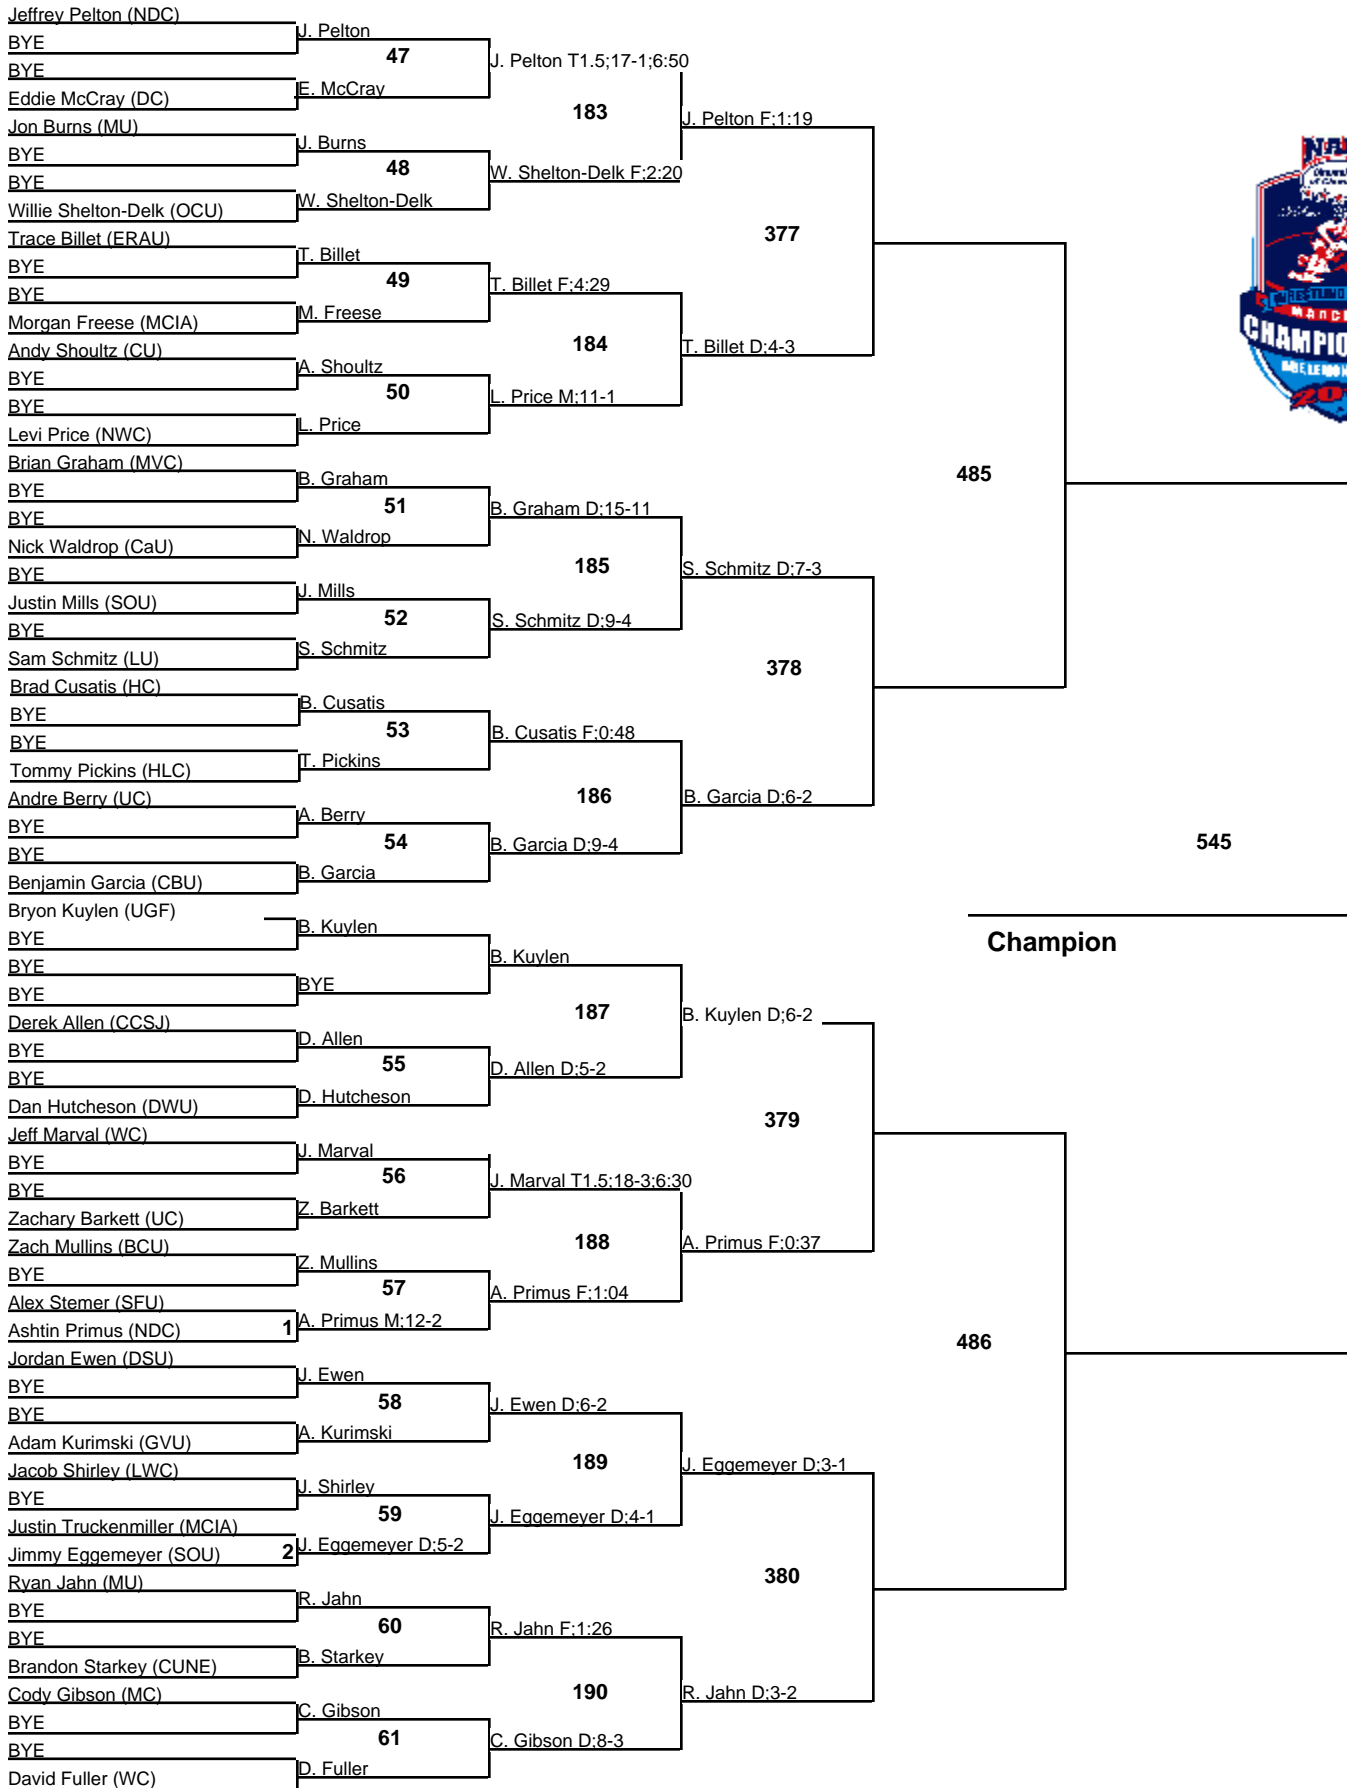 Jeffrey Pelton (NDC)
BYE
BYE
Eddie McCray (DC)
Jon Burns (MU)
BYE
BYE
Willie Shelton-Delk (OCU)
Trace Billet (ERAU)
BYE
BYE
Morgan Freese (MCIA)
Andy Shoultz (CU)
BYE
BYE
Levi Price (NWC)
Brian Graham (MVC)
BYE
BYE
Nick Waldrop (CaU)
BYE
Justin Mills (SOU)
BYE
Sam Schmitz (LU)
Brad Cusatis (HC)
BYE
BYE
Tommy Pickins (HLC)
Andre Berry (UC)
BYE
BYE
Benjamin Garcia (CBU)
Bryon Kuylen (UGF)
BYE
BYE
BYE
Derek Allen (CCSJ)
BYE
BYE
Dan Hutcheson (DWU)
Jeff Marval (WC)
BYE
BYE
Zachary Barkett (UC)
Zach Mullins (BCU)
BYE
Alex Stemer (SFU)
Ashtin Primus (NDC)
1
Jordan Ewen (DSU)
BYE
BYE
Adam Kurimski (GVU)
Jacob Shirley (LWC)
BYE
Justin Truckenmiller (MCIA)
Jimmy Eggemeyer (SOU)
2
Ryan Jahn (MU)
BYE
BYE
Brandon Starkey (CUNE)
Cody Gibson (MC)
BYE
BYE
David Fuller (WC)
J. Pelton
47
E. McCray
J. Burns
48
W. Shelton-Delk
T. Billet
49
M. Freese
A. Shoultz
50
L. Price
B. Graham
51
N. Waldrop
J. Mills
52
S. Schmitz
B. Cusatis
53
T. Pickins
A. Berry
54
B. Garcia
B. Kuylen
BYE
D. Allen
55
D. Hutcheson
J. Marval
56
Z. Barkett
Z. Mullins
57
A. Primus M;12-2
J. Ewen
58
A. Kurimski
J. Shirley
59
J. Eggemeyer D;5-2
R. Jahn
60
B. Starkey
C. Gibson
61
D. Fuller
J. Pelton T1.5;17-1;6:50
183
W. Shelton-Delk F;2:20
T. Billet F;4:29
184
L. Price M;11-1
B. Graham D;15-11
185
S. Schmitz D;9-4
B. Cusatis F;0:48
186
B. Garcia D;9-4
B. Kuylen
187
D. Allen D;5-2
J. Marval T1.5;18-3;6:30
188
A. Primus F;1:04
J. Ewen D;6-2
189
J. Eggemeyer D;4-1
R. Jahn F;1:26
190
C. Gibson D;8-3
J. Pelton F;1:19
377
T. Billet D;4-3
S. Schmitz D;7-3
378
B. Garcia D;6-2
B. Kuylen D;6-2
379
A. Primus F;0:37
J. Eggemeyer D;3-1
380
R. Jahn D;3-2
485
486
545
Champion